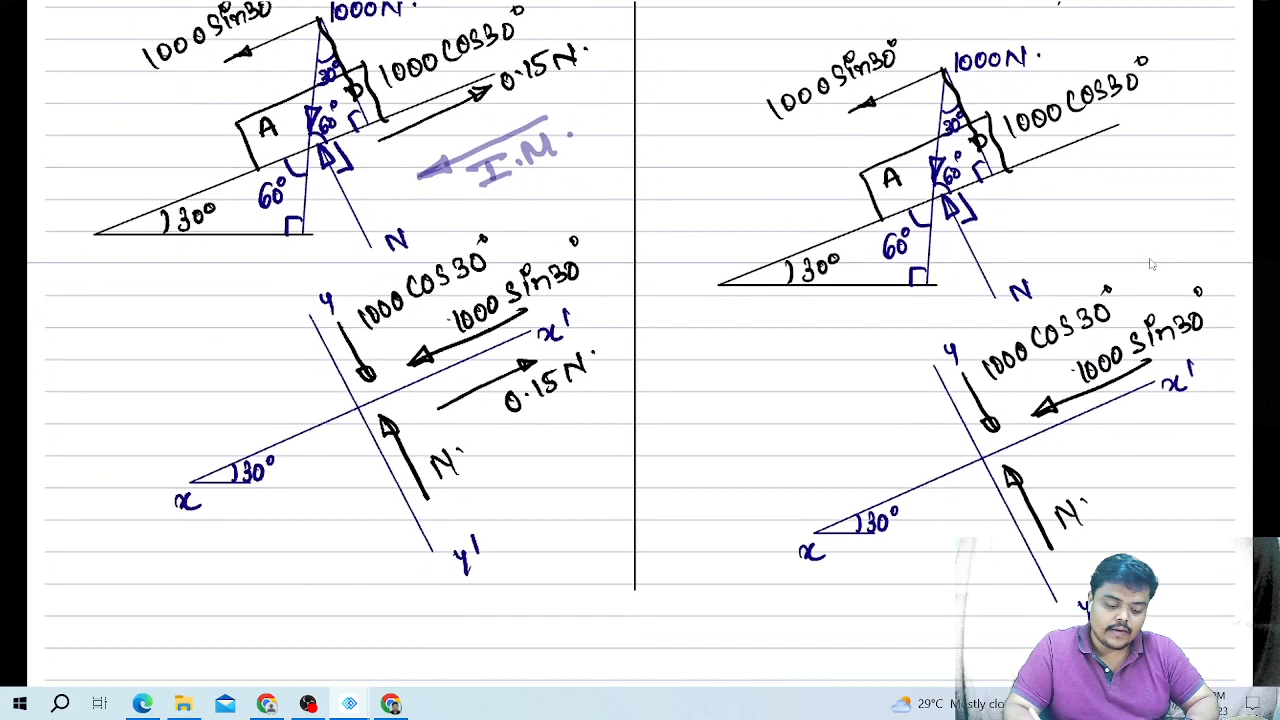 1000 sin30
1000N.
1000 COS30°
0.15N.
30°
A
60°
I.M.
60°
30°
N
y
1000 COS30°
1000 sin30°
x'
0.15N.
N.
30°
x
y'
1000 sin30°
1000N.
1000 COS30°
30°
A
60°
60°
30°
N
y
1000 COS30°
1000 sin30°
x'
N.
30°
x
29°C Mostly clo